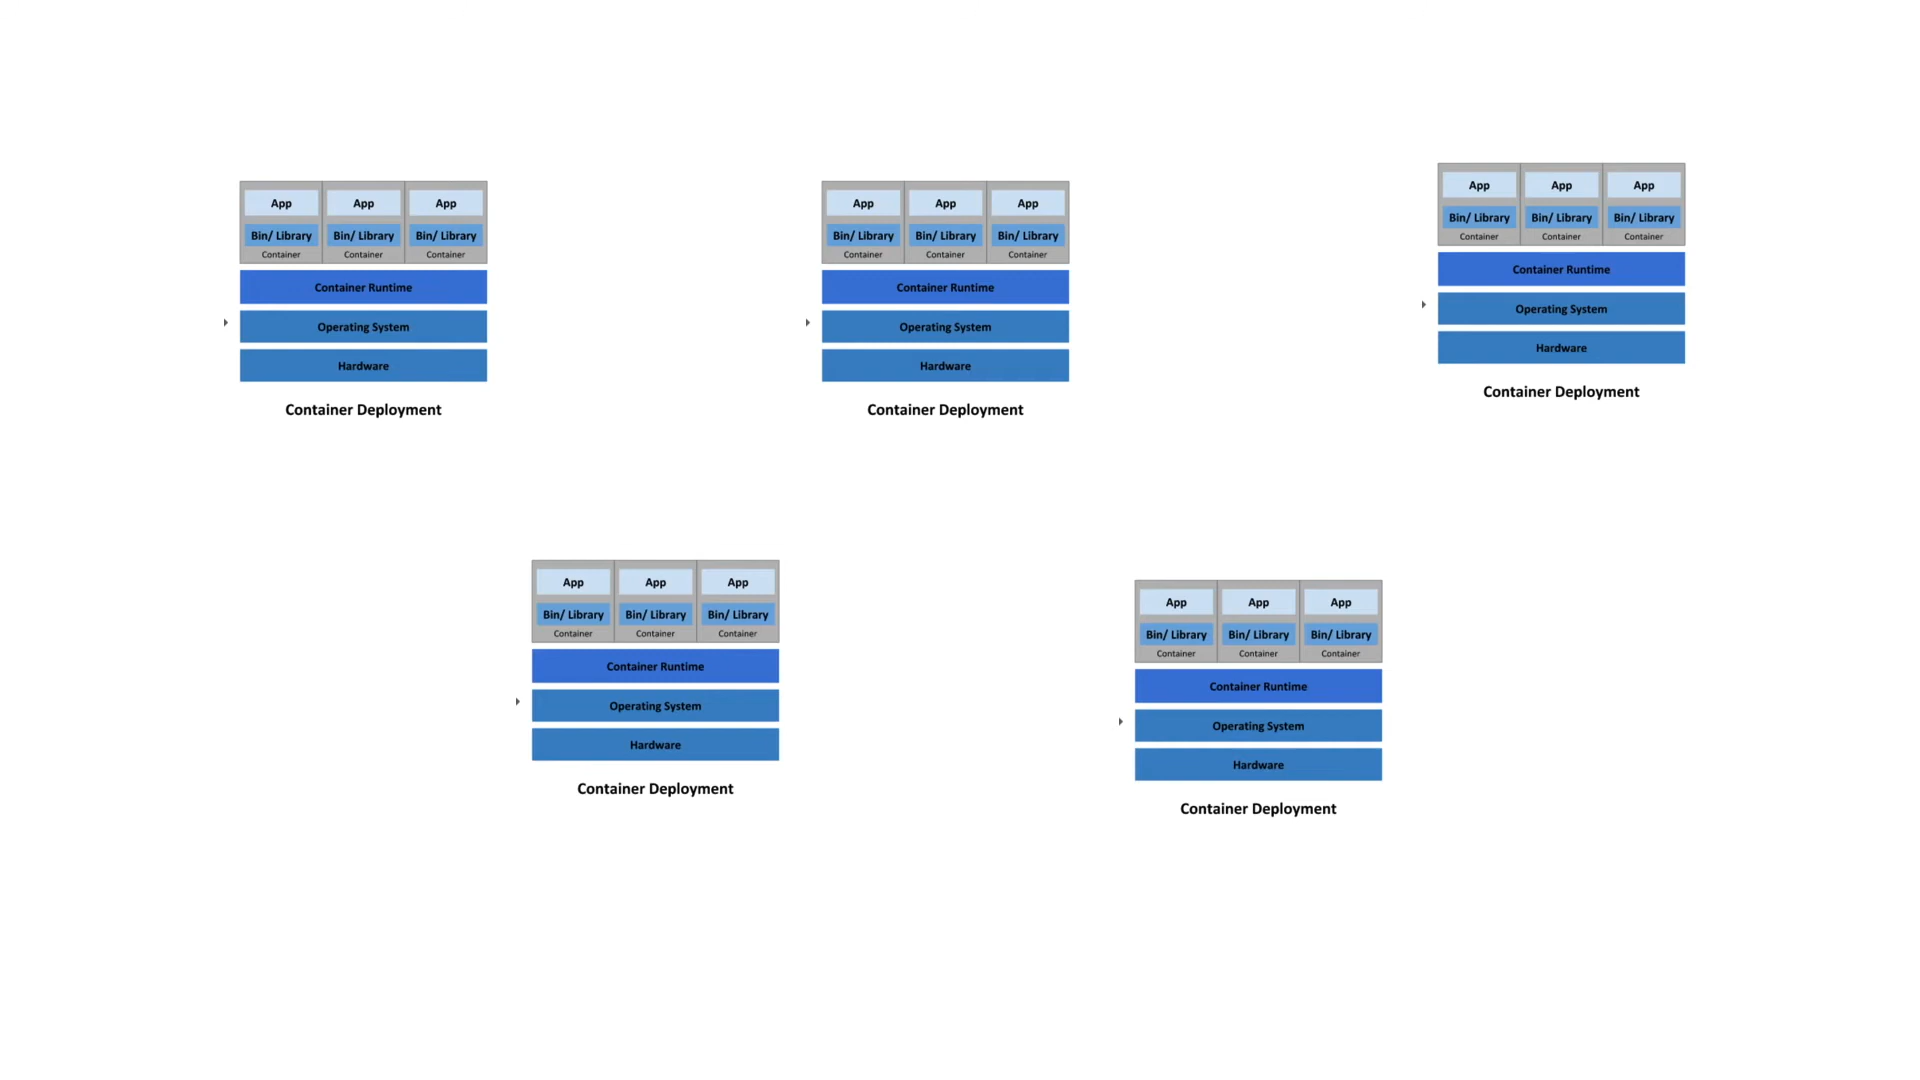 App App App
Bin/ Library Bin/ Library Bin/ Library
Container Container Container
Container Runtime
Operating System
Hardware
Container Deployment
App App App
Bin/ Library Bin/ Library Bin/ Library
Container Container Container
Container Runtime
Operating System
Hardware
Container Deployment
App App App
Bin/ Library Bin/ Library Bin/ Library
Container Container Container
Container Runtime
Operating System
Hardware
Container Deployment
App App App
Bin/ Library Bin/ Library Bin/ Library
Container Container Container
Container Runtime
Operating System
Hardware
Container Deployment
App App App
Bin/ Library Bin/ Library Bin/ Library
Container Container Container
Container Runtime
Operating System
Hardware
Container Deployment